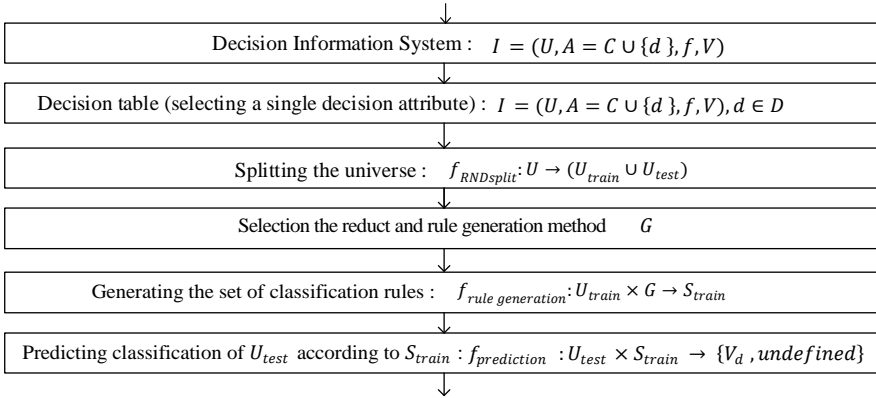 Decision Information System : I = (U, A = C ∪ {d }, f, V)
Decision table (selecting a single decision attribute) : I = (U, A = C ∪ {d }, f, V), d ∈ D
Splitting the universe : f_RNDsplit : U → (U_train ∪ U_test)
Selection the reduct and rule generation method G
Generating the set of classification rules : f_rule generation : U_train × G → S_train
Predicting classification of U_test according to S_train : f_prediction : U_test × S_train → {V_d , undefined}